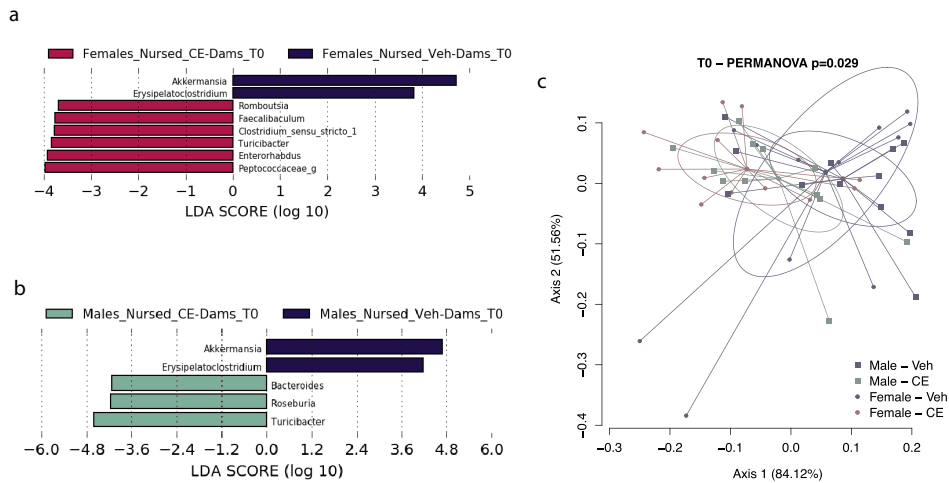 a
Females_Nursed_CE-Dams_T0 Females_Nursed_Veh-Dams_T0
Akkermansia
Erysipelatoclostridium
Romboutsia
Faecalibaculum
Clostridium_sensu_stricto_1
Turicibacter
Enterorhabdus
Peptococcaceae_g
−4 −3 −2 −1 0 1 2 3 4 5
LDA SCORE (log 10)
b
Males_Nursed_CE-Dams_T0 Males_Nursed_Veh-Dams_T0
Akkermansia
Erysipelatoclostridium
Bacteroides
Roseburia
Turicibacter
−6.0 −4.8 −3.6 −2.4 −1.2 0.0 1.2 2.4 3.6 4.8 6.0
LDA SCORE (log 10)
c
T0 − PERMANOVA p=0.029
Axis 2 (51.56%)
0.1
0.0
−0.1
−0.2
−0.3
−0.4
Male − Veh
Male − CE
Female − Veh
Female − CE
−0.3 −0.2 −0.1 0.0 0.1 0.2
Axis 1 (84.12%)